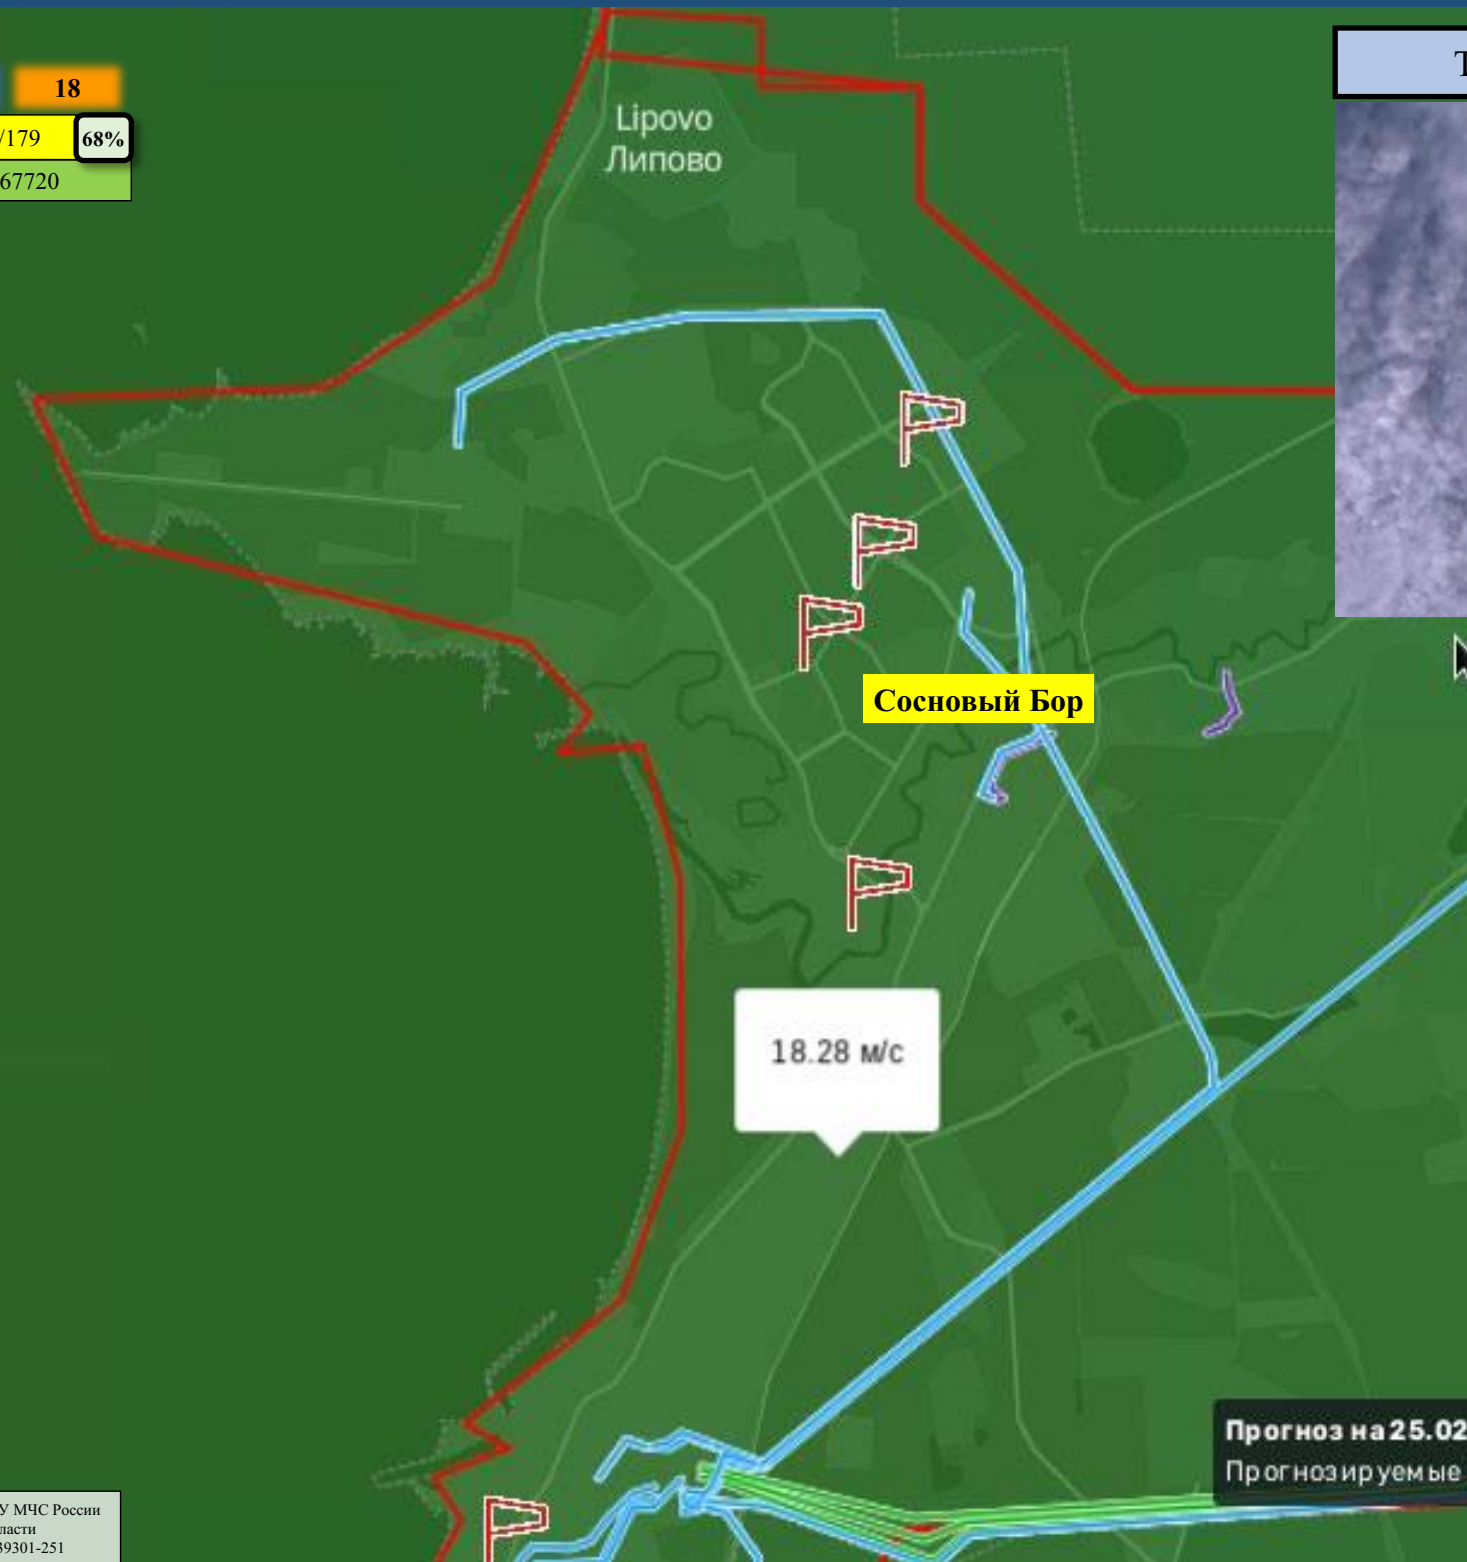 18
/179
68%
67720
Т
Lipovo
Липово
Сосновый Бор
18.28 м/с
Прогноз на 25.02
Прогнозируемые
У МЧС России
ласти
39301-251